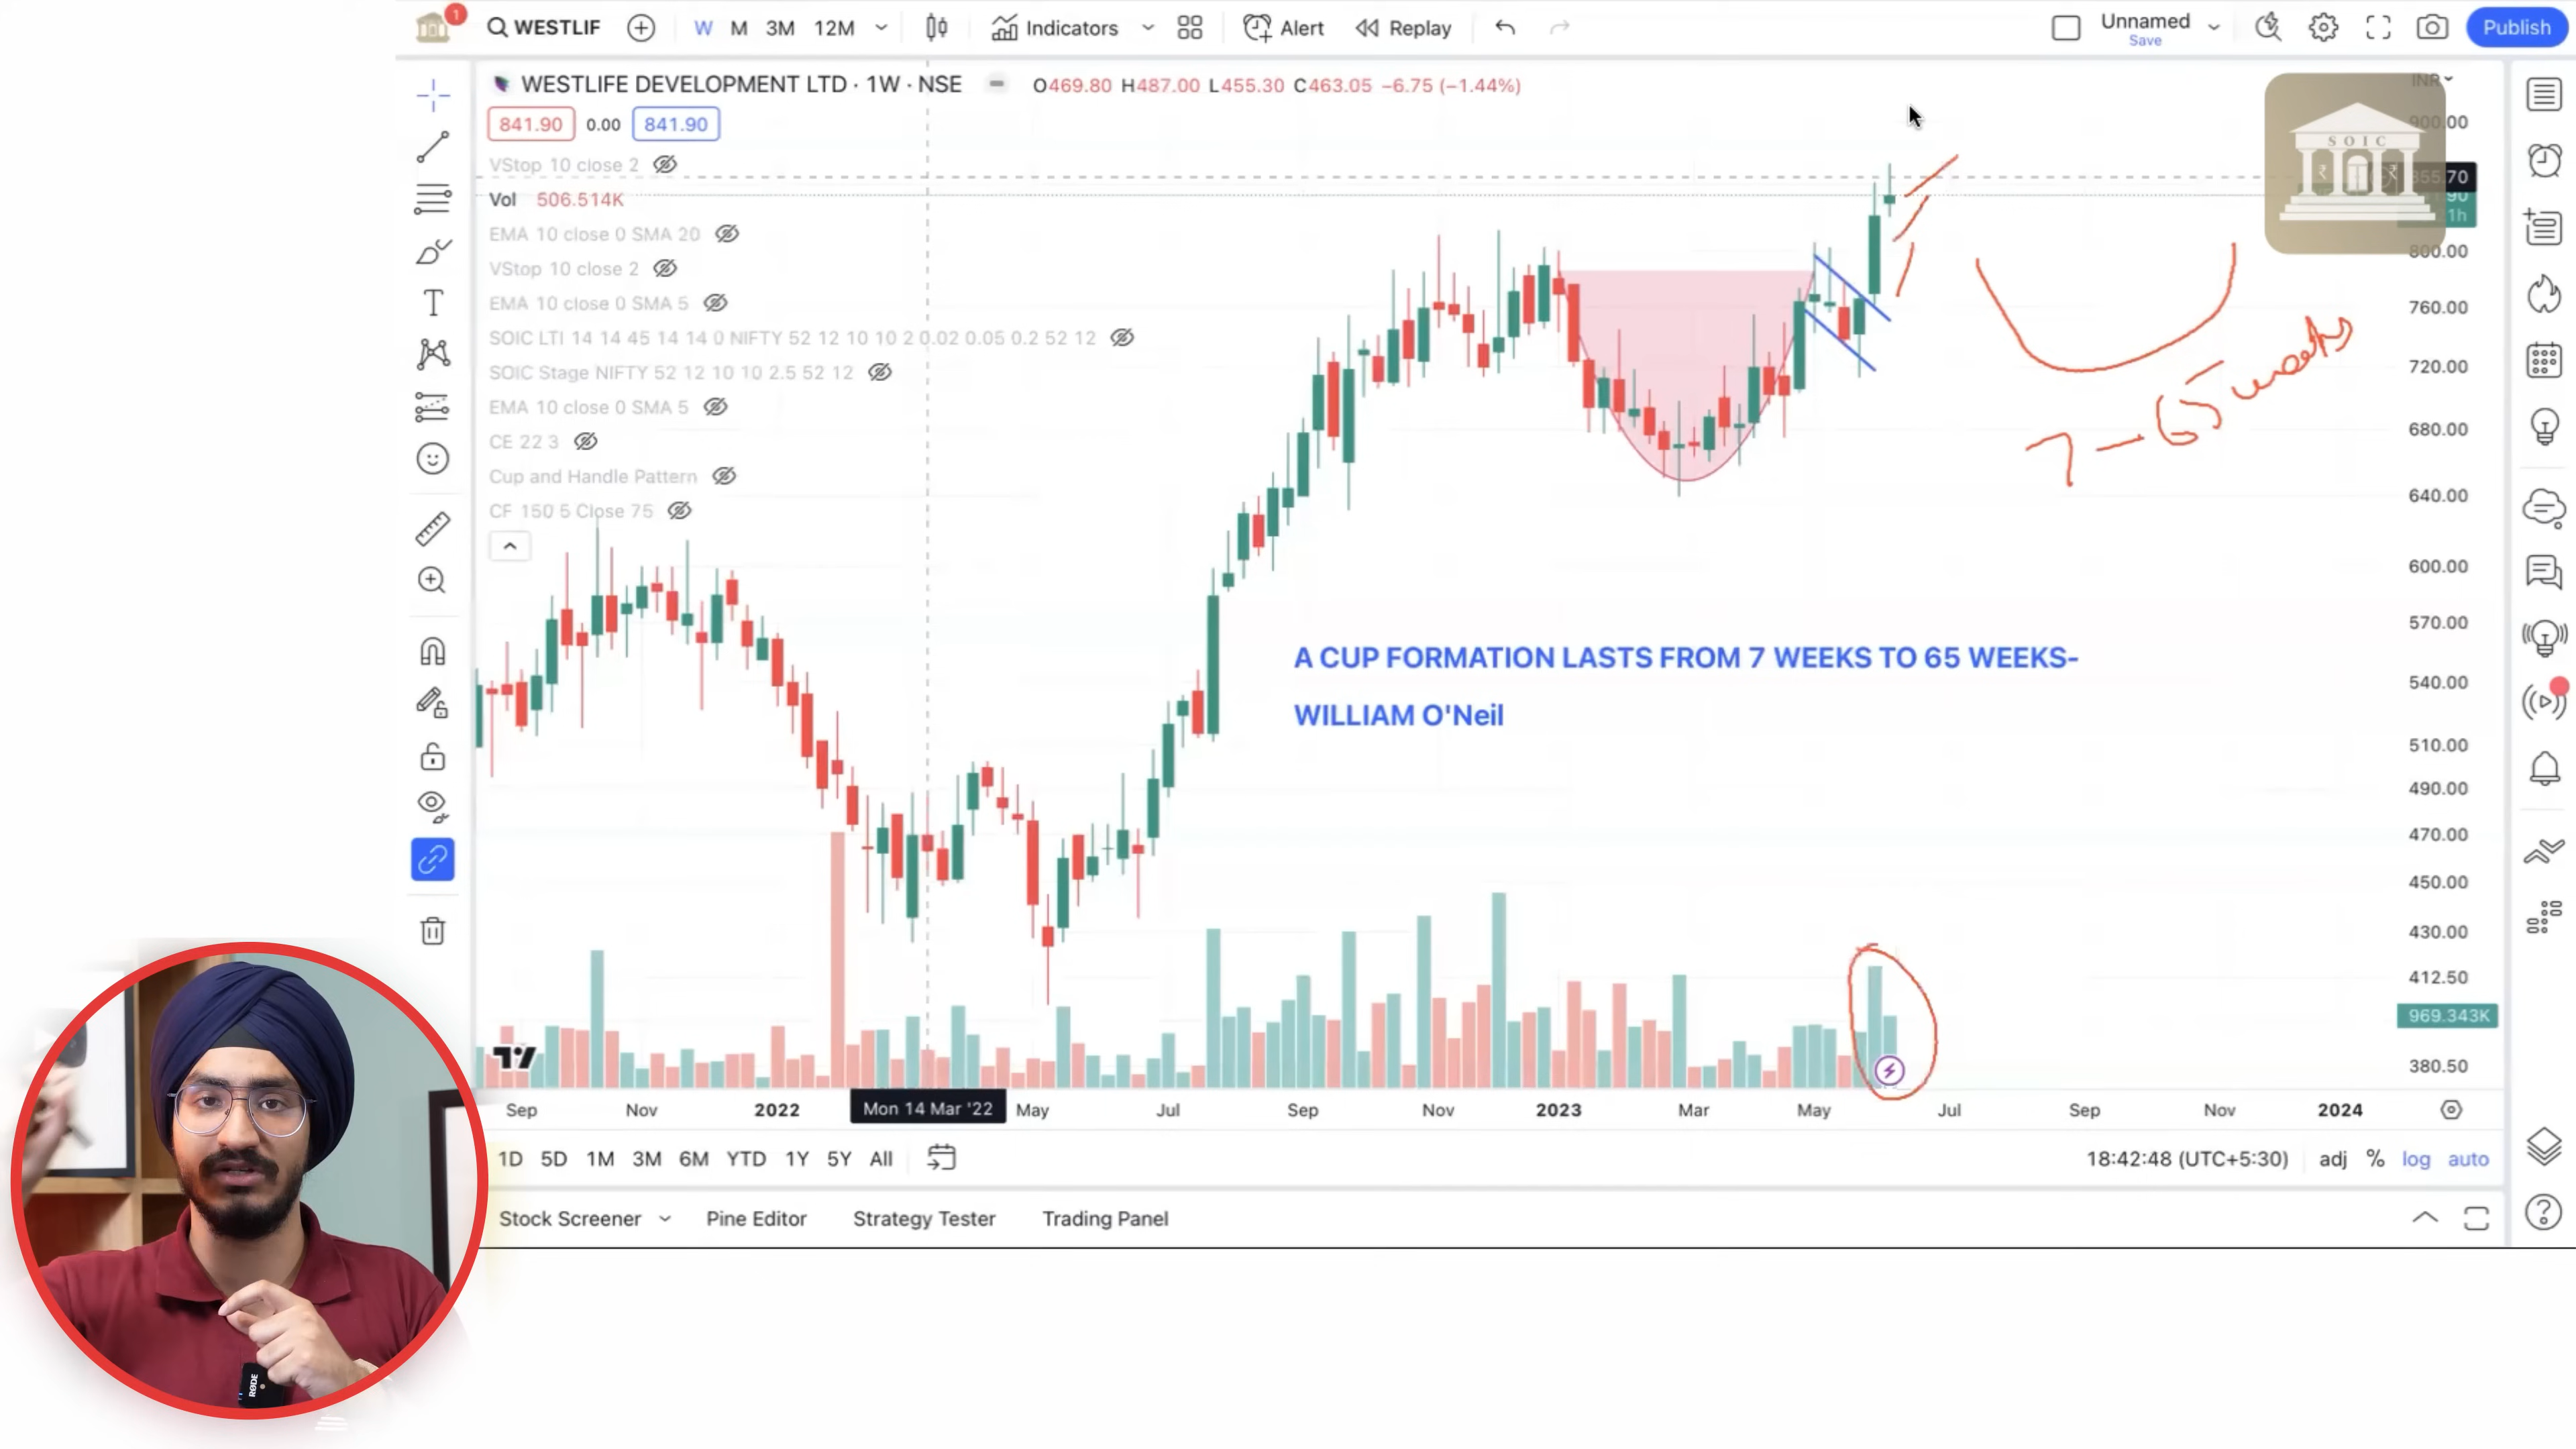 1
WESTLIF
W M 3M 12M
Indicators
Alert
Replay
Unnamed
Save
Publish
WESTLIFE DEVELOPMENT LTD · 1W · NSE
O469.80 H487.00 L455.30 C463.05 −6.75 (−1.44%)
841.90 0.00 841.90
VStop 10 close 2
Vol 506.514K
EMA 10 close 0 SMA 20
VStop 10 close 2
EMA 10 close 0 SMA 5
SOIC LTI 14 14 45 14 14 0 NIFTY 52 12 10 10 2 0.02 0.05 0.2 52 12
SOIC Stage NIFTY 52 12 10 10 2.5 52 12
EMA 10 close 0 SMA 5
CE 22 3
Cup and Handle Pattern
CF 150 5 Close 75
INR
SOIC
900.00
855.70
90
1h
800.00
760.00
720.00
680.00
640.00
600.00
570.00
540.00
510.00
490.00
470.00
450.00
430.00
412.50
969.343K
380.50
7 - 65 weeks
A CUP FORMATION LASTS FROM 7 WEEKS TO 65 WEEKS-
WILLIAM O'Neil
Sep Nov 2022 Mon 14 Mar '22 May Jul Sep Nov 2023 Mar May Jul Sep Nov 2024
1D 5D 1M 3M 6M YTD 1Y 5Y All
18:42:48 (UTC+5:30) adj % log auto
Stock Screener Pine Editor Strategy Tester Trading Panel
RØDE